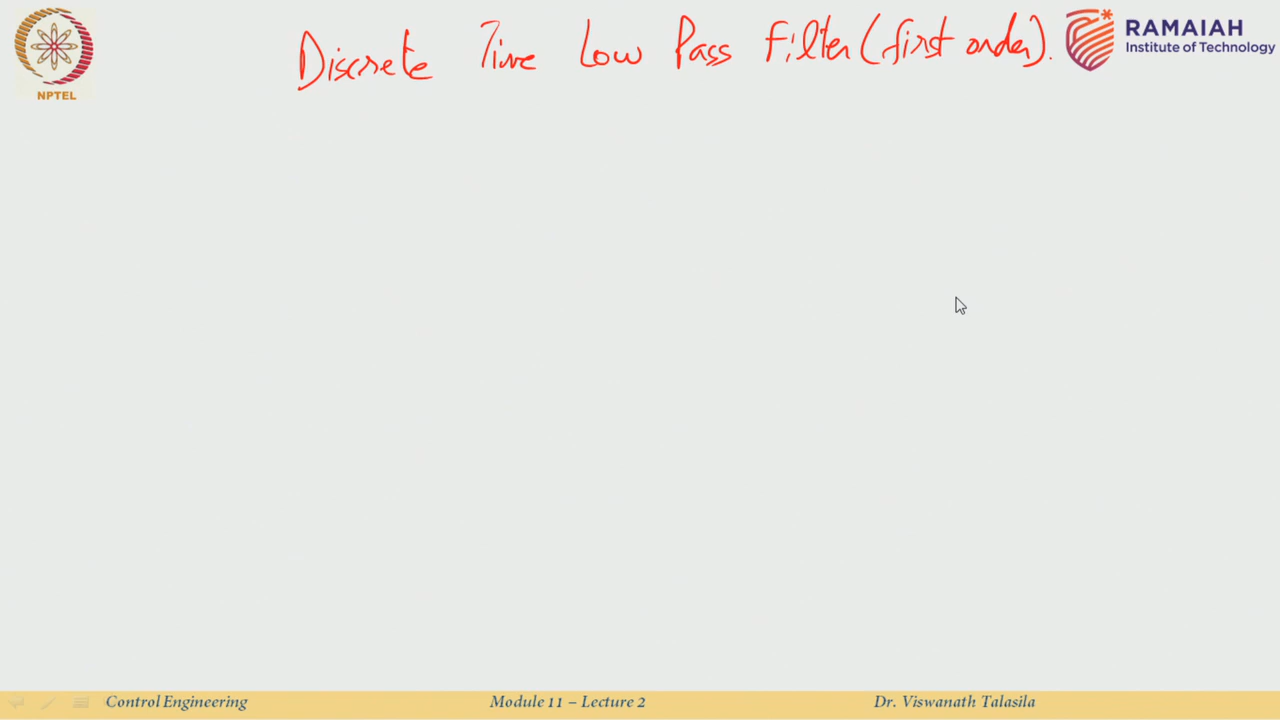 Discrete Time Low Pass Filter (first order).
NPTEL
RAMAIAH
Institute of Technology
Control Engineering
Module 11 – Lecture 2
Dr. Viswanath Talasila